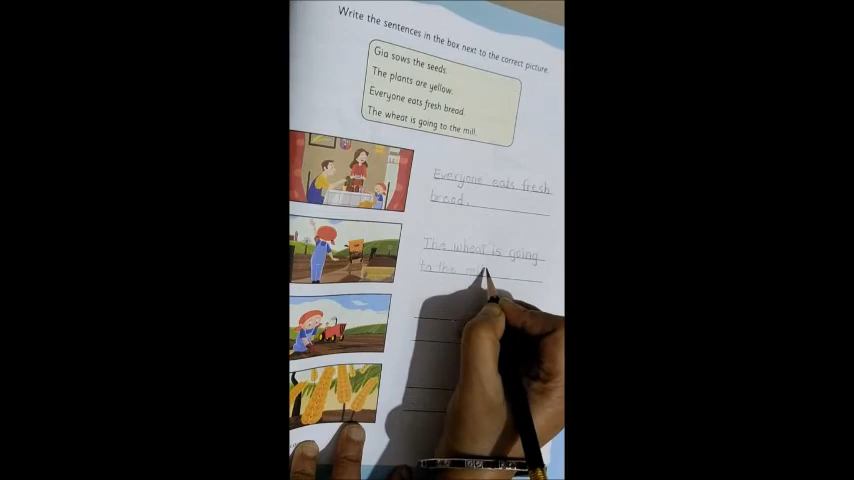 Write the sentences in the box next to the correct picture.
Gia sows the seeds.
The plants are yellow.
Everyone eats fresh bread.
The wheat is going to the mill.
Everyone eats fresh
bread.
The wheat is going
to the